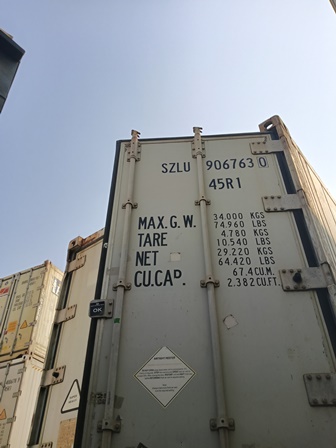 SZLU 906763 0
45R1
MAX. G. W. 34.000 KGS
74.960 LBS
TARE 4.780 KGS
10.540 LBS
NET 29.220 KGS
64.420 LBS
CU.CAP. 67.4 CU.M.
2.382 CU.FT.
OK